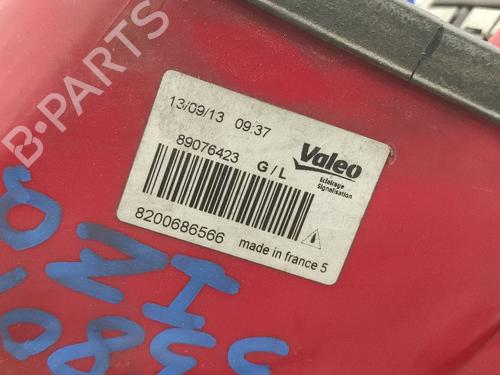 B-PARTS
13/09/13 09:37
89076423 G/L
Valeo
Eclairage
Signalisation
8200686566 made in france 5